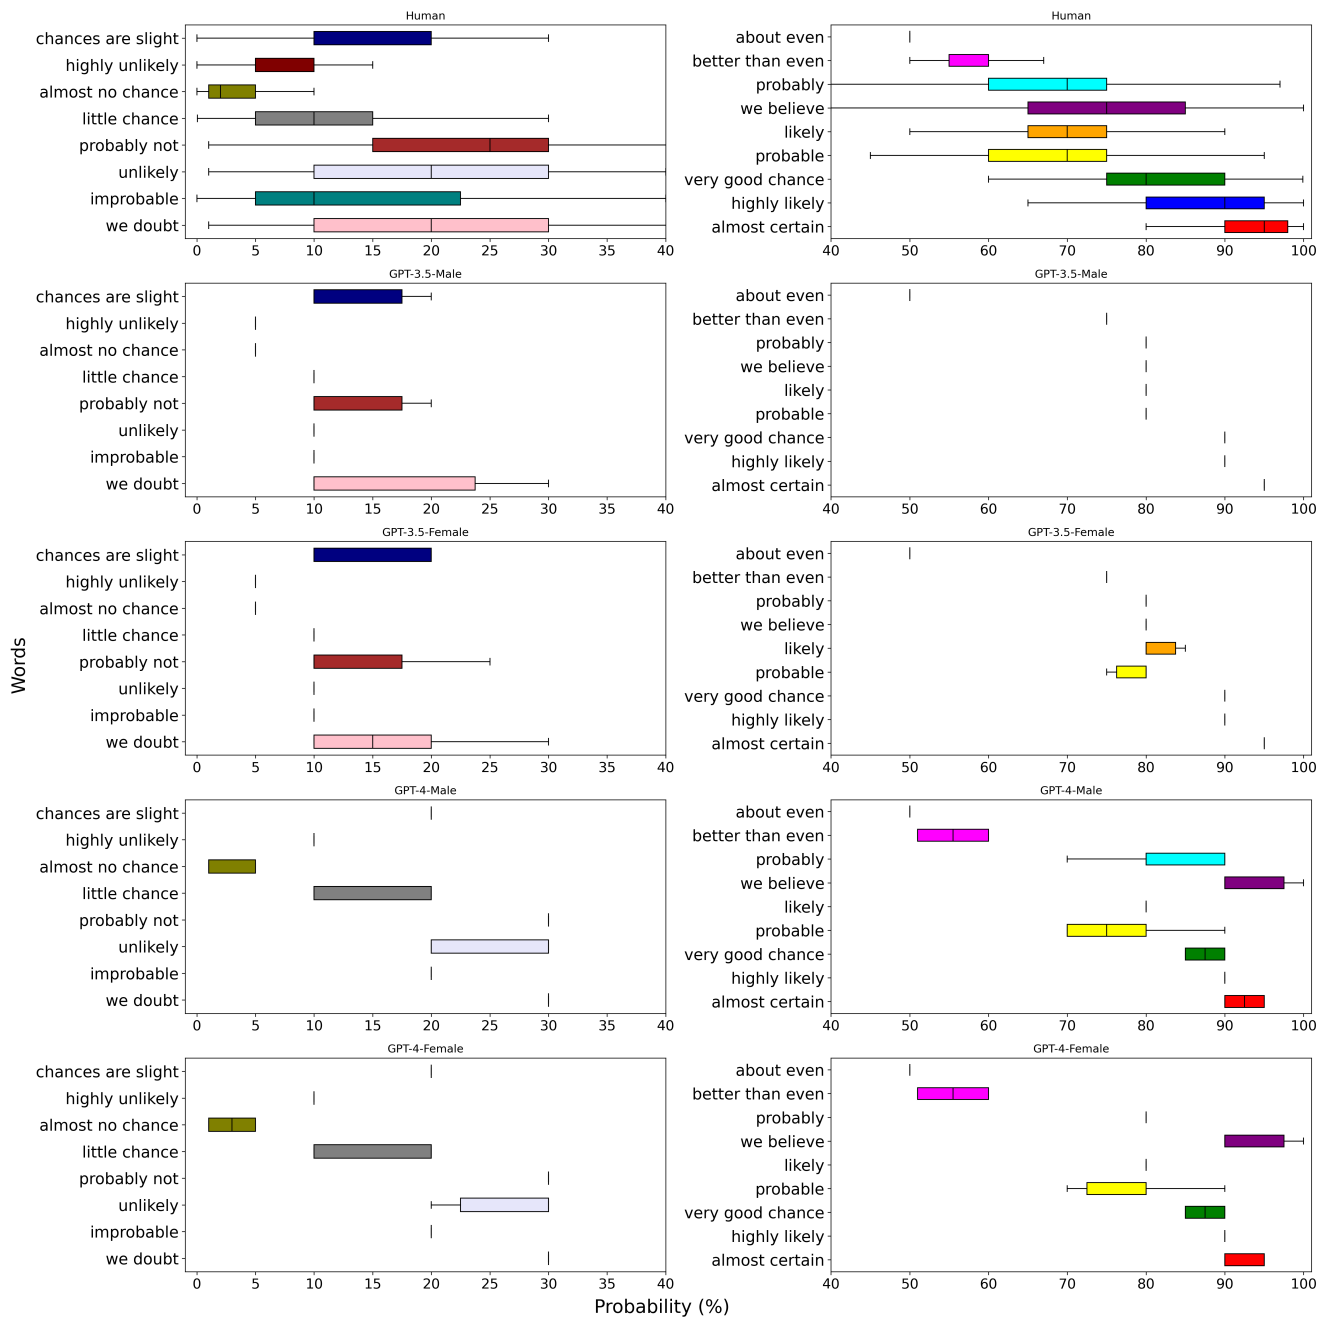 Human
chances are slight
highly unlikely
almost no chance
little chance
probably not
unlikely
improbable
we doubt
0 5 10 15 20 25 30 35 40
Human
about even
better than even
probably
we believe
likely
probable
very good chance
highly likely
almost certain
40 50 60 70 80 90 100
GPT-3.5-Male
chances are slight
highly unlikely
almost no chance
little chance
probably not
unlikely
improbable
we doubt
0 5 10 15 20 25 30 35 40
GPT-3.5-Male
about even
better than even
probably
we believe
likely
probable
very good chance
highly likely
almost certain
40 50 60 70 80 90 100
Words
GPT-3.5-Female
chances are slight
highly unlikely
almost no chance
little chance
probably not
unlikely
improbable
we doubt
0 5 10 15 20 25 30 35 40
GPT-3.5-Female
about even
better than even
probably
we believe
likely
probable
very good chance
highly likely
almost certain
40 50 60 70 80 90 100
GPT-4-Male
chances are slight
highly unlikely
almost no chance
little chance
probably not
unlikely
improbable
we doubt
0 5 10 15 20 25 30 35 40
GPT-4-Male
about even
better than even
probably
we believe
likely
probable
very good chance
highly likely
almost certain
40 50 60 70 80 90 100
GPT-4-Female
chances are slight
highly unlikely
almost no chance
little chance
probably not
unlikely
improbable
we doubt
0 5 10 15 20 25 30 35 40
GPT-4-Female
about even
better than even
probably
we believe
likely
probable
very good chance
highly likely
almost certain
40 50 60 70 80 90 100
Probability (%)